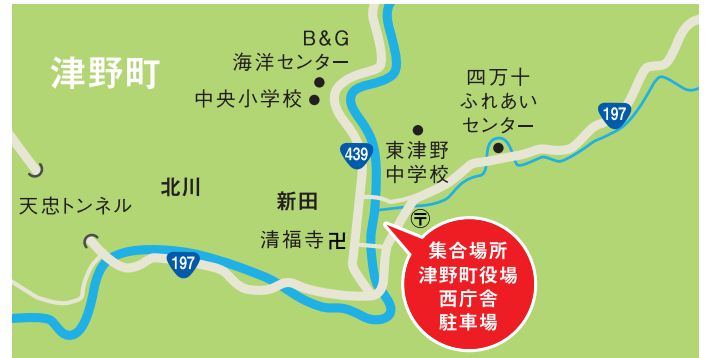 B&G
海洋センター
津野町
中央小学校
四万十
ふれあい
センター
197
439
東津野
中学校
北川
天忠トンネル
新田
清福寺卍
〒
197
集合場所
津野町役場
西庁舎
駐車場